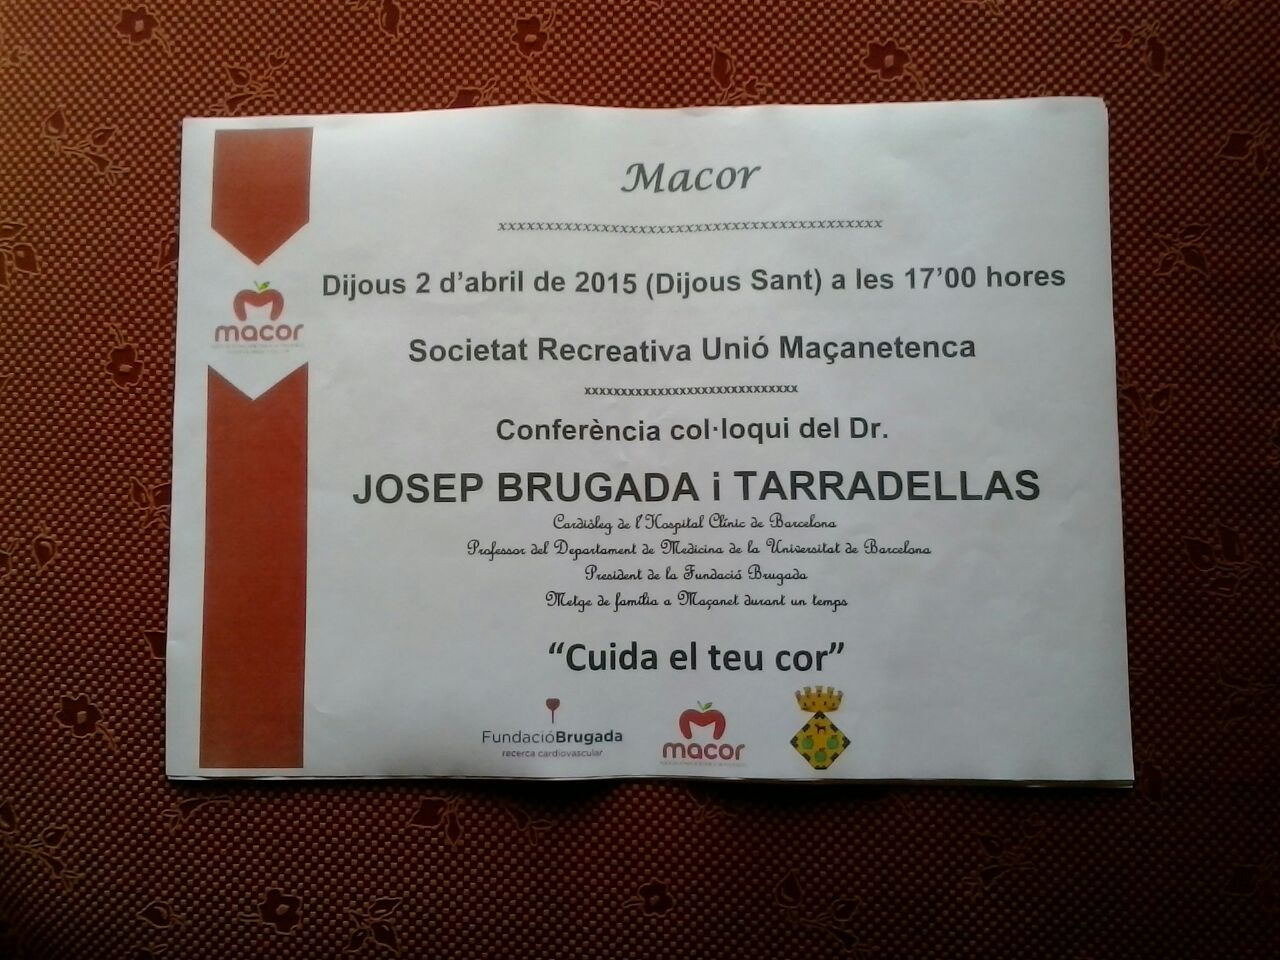 Macor
xxxxxxxxxxxxxxxxxxxxxxxxxxxxxxxxxxxxxxxxx
Dijous 2 d’abril de 2015 (Dijous Sant) a les 17’00 hores
macor
Societat Recreativa Unió Maçanetenca
xxxxxxxxxxxxxxxxxxxxxxxxxxxxx
Conferència col·loqui del Dr.
JOSEP BRUGADA i TARRADELLAS
Cardiòleg de l'Hospital Clínic de Barcelona
Professor del Departament de Medicina de la Universitat de Barcelona
President de la Fundació Brugada
Metge de família a Maçanet durant un temps
“Cuida el teu cor”
FundacióBrugada
recerca cardiovascular
macor